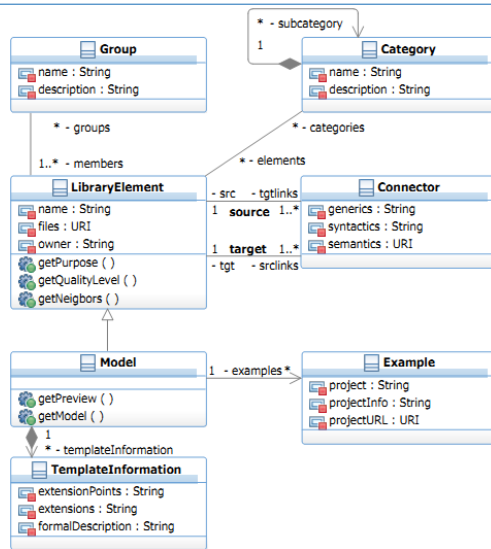 * - subcategory
1
Group
name : String
description : String
Category
name : String
description : String
* - groups
1..* - members
* - categories
* - elements
LibraryElement
name : String
files : URI
owner : String
getPurpose ( )
getQualityLevel ( )
getNeigbors ( )
- src - tgtlinks
1 source 1..*
1 target 1..*
- tgt - srclinks
Connector
generics : String
syntactics : String
semantics : URI
Model
getPreview ( )
getModel ( )
1 - examples *
Example
project : String
projectInfo : String
projectURL : URI
1
* - templateInformation
TemplateInformation
extensionPoints : String
extensions : String
formalDescription : String